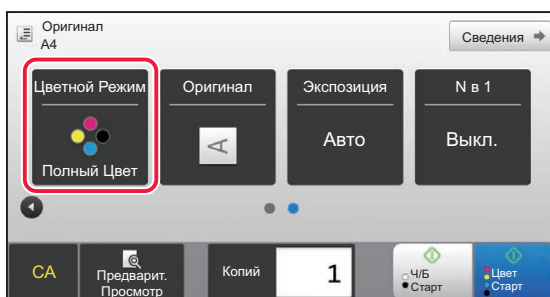 Оригинал
A4
Сведения
Цветной Режим
Полный Цвет
Оригинал
A
Экспозиция
Авто
N в 1
Выкл.
CA
Предварит.
Просмотр
Копий
1
Ч/Б
Старт
Цвет
Старт